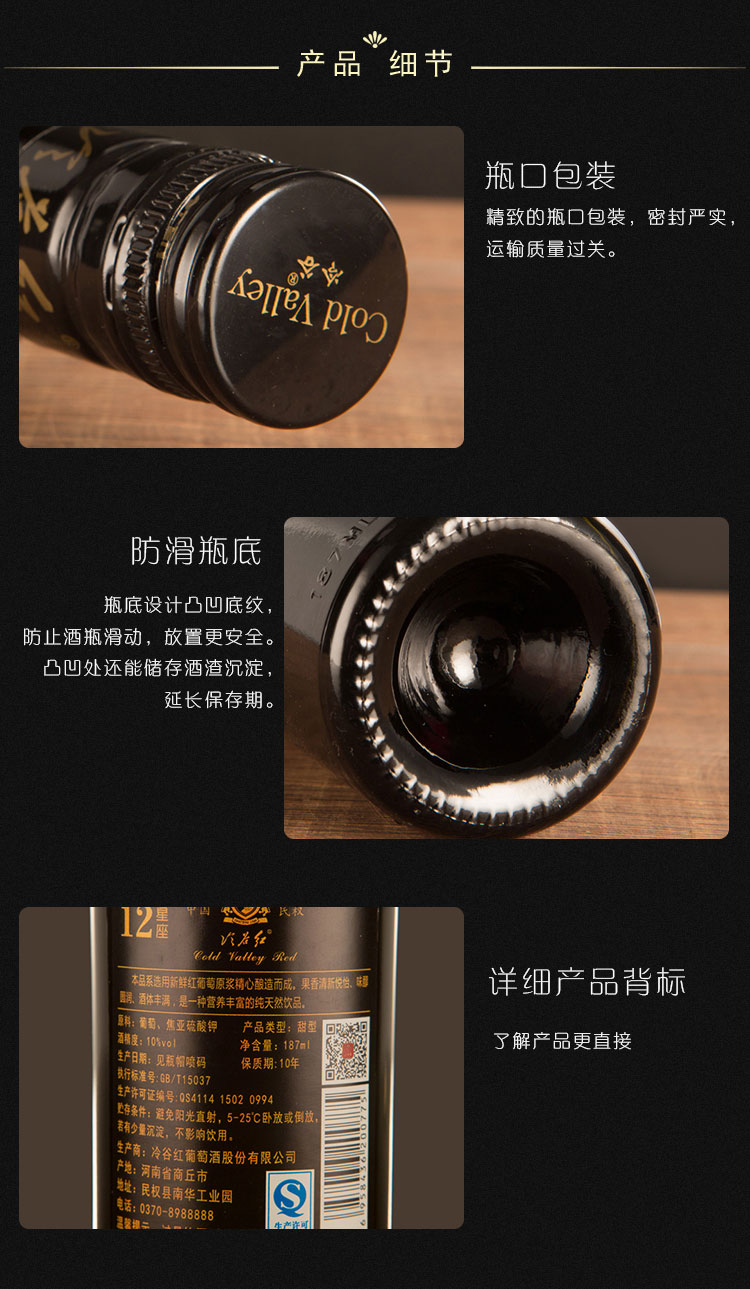 产品 细节
冷谷®
Cold Valley
瓶口包装
精致的瓶口包装，密封严实，
运输质量过关。
防滑瓶底
瓶底设计凸凹底纹，
防止酒瓶滑动，放置更安全。
凸凹处还能储存酒渣沉淀，
延长保存期。
187M
12星座
中国 民权
冷谷红®
Cold Valley Red
本品系选用新鲜红葡萄原浆精心酿造而成。果香清新悦怡、味醇
圆润、酒体丰满，是一种营养丰富的纯天然饮品。
原料：葡萄、焦亚硫酸钾 产品类型：甜型
酒精度：10%vol 净含量：187ml
生产日期：见瓶帽喷码 保质期：10年
执行标准号：GB/T15037
生产许可证编号：QS4114 1502 0994
贮存条件：避免阳光直射，5-25℃卧放或倒放，
若有少量沉淀，不影响饮用。
生产商：冷谷红葡萄酒股份有限公司
产地：河南省商丘市
地址：民权县南华工业园
电话：0370-8988888
温馨提示
生产许可
详细产品背标
了解产品更直接